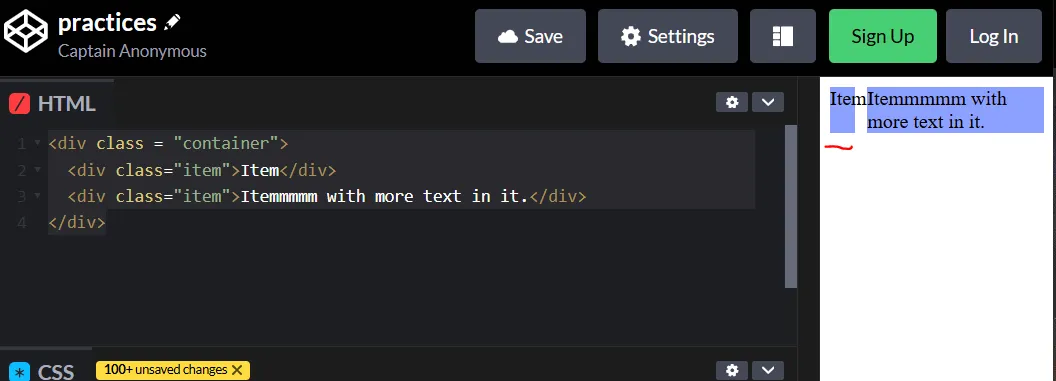 practices
Captain Anonymous
Save
Settings
Sign Up
Log In
/ HTML
1 <div class = "container">
2 <div class="item">Item</div>
3 <div class="item">Itemmmmm with more text in it.</div>
4 </div>
Item
Itemmmmm with
more text in it.
* CSS
100+ unsaved changes X